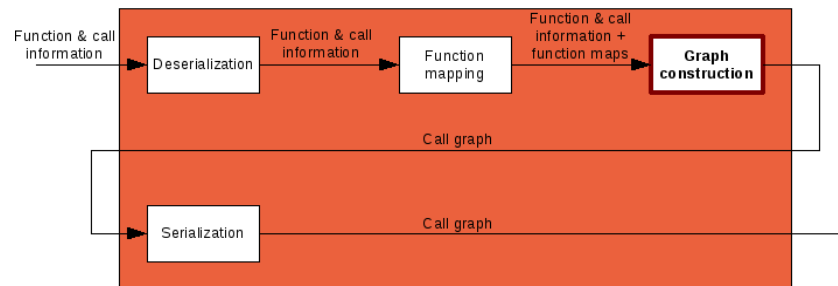 Function & call
information
Deserialization
Function & call
information
Function
mapping
Function & call
information +
function maps
Graph
construction
Call graph
Serialization
Call graph